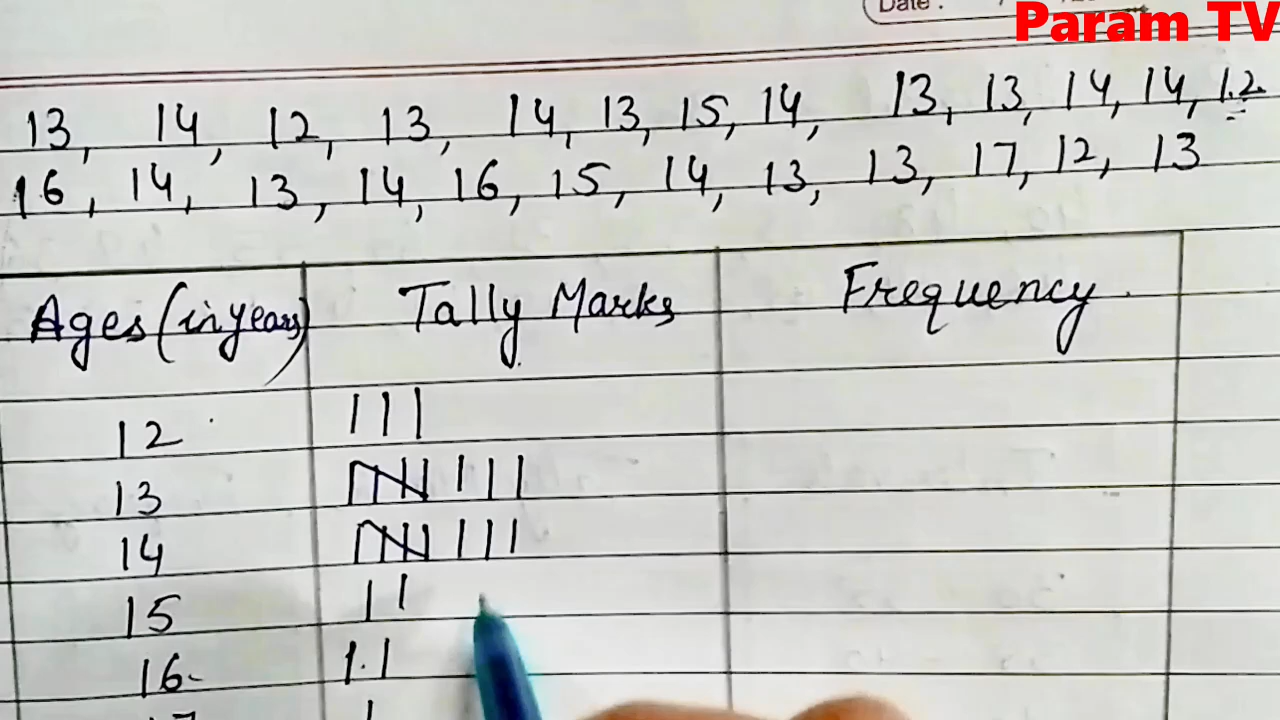 Date :
Param TV
13, 14, 12, 13, 14, 13, 15, 14, 13, 13, 14, 14, 12
16, 14, 13, 14, 16, 15, 14, 13, 13, 17, 12, 13
Ages (in years) Tally Marks Frequency
12 |||
13 𝍸 |||
14 𝍸 |||
15 ||
16 ||
17 |